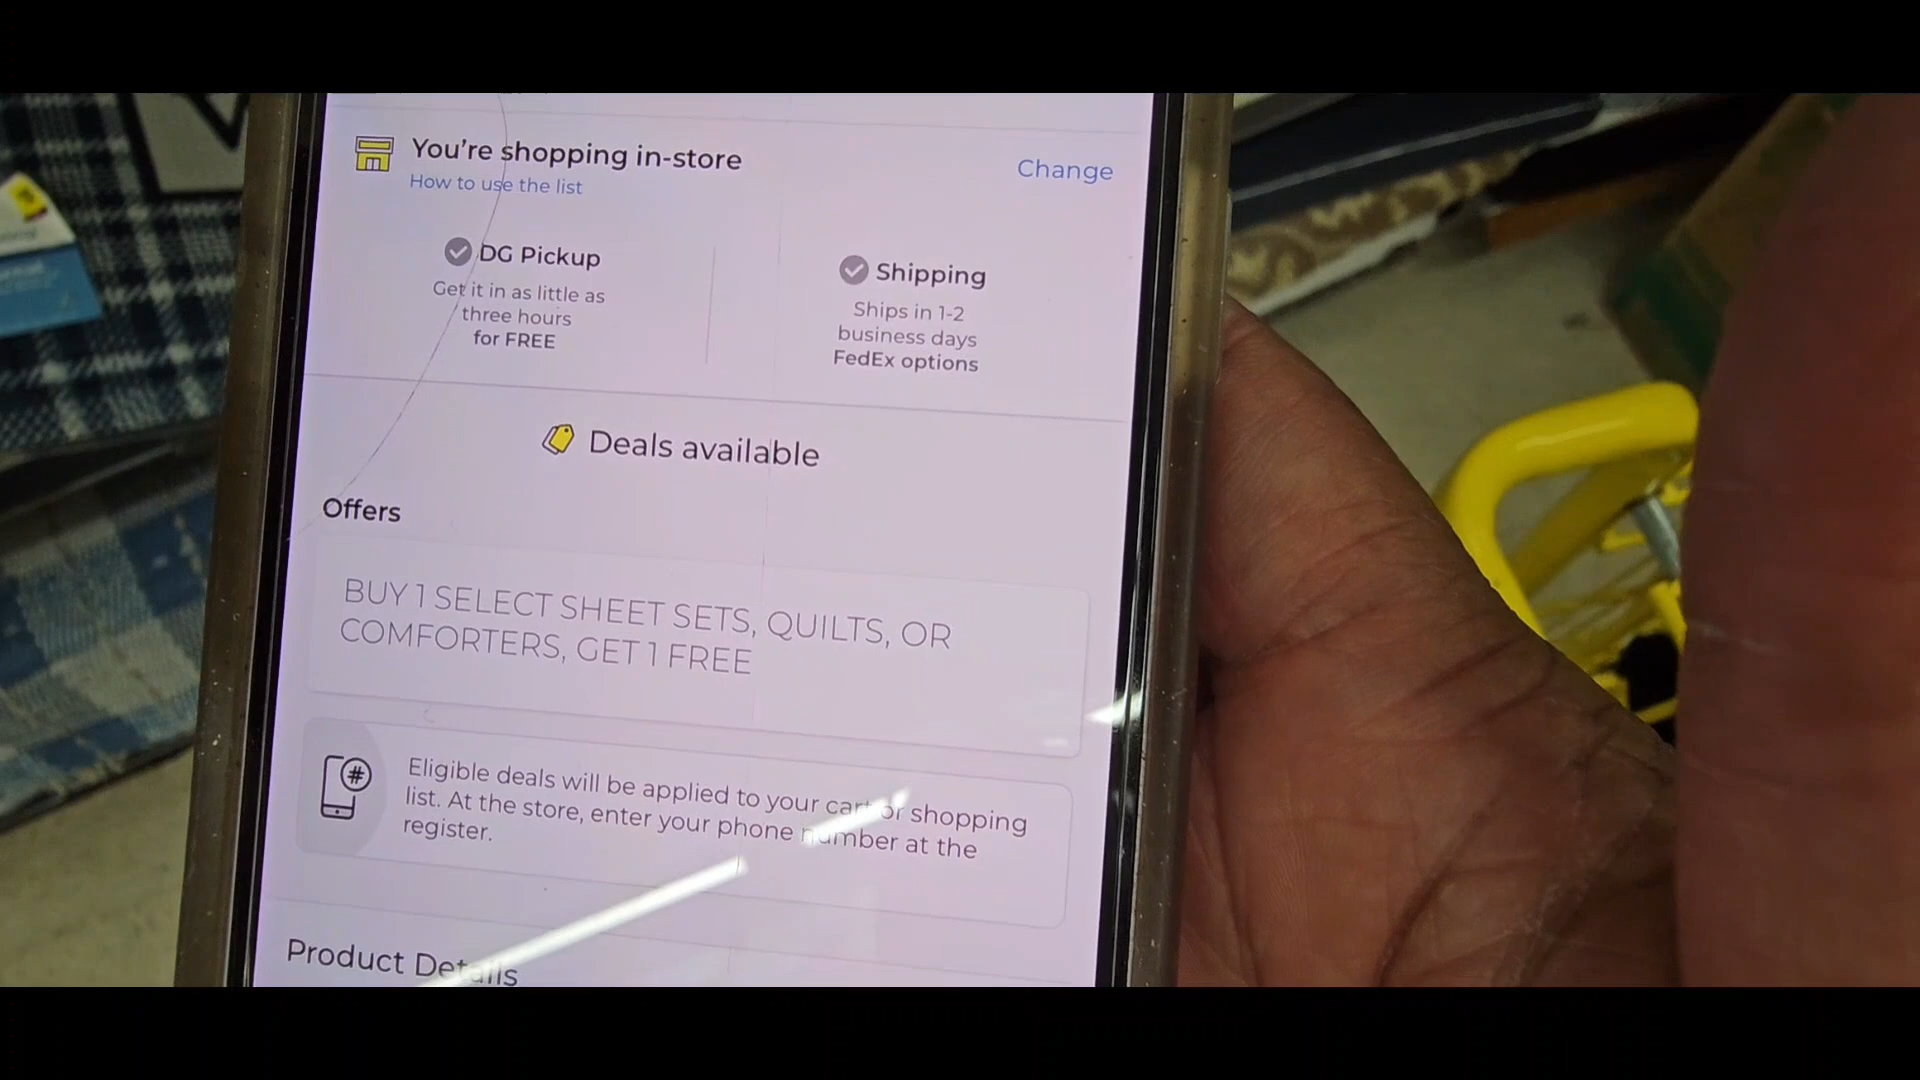 You're shopping in-store
Change
How to use the list
DG Pickup
Get it in as little as
three hours
for FREE
Shipping
Ships in 1-2
business days
FedEx options
Deals available
Offers
BUY 1 SELECT SHEET SETS, QUILTS, OR
COMFORTERS, GET 1 FREE
#
Eligible deals will be applied to your cart or shopping
list. At the store, enter your phone number at the
register.
Product Details